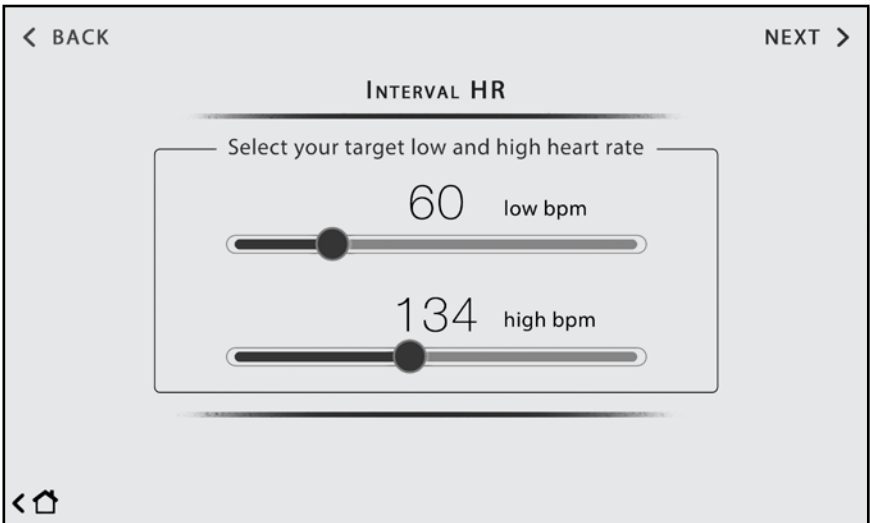 BACK
NEXT
INTERVAL HR
Select your target low and high heart rate
60 low bpm
134 high bpm